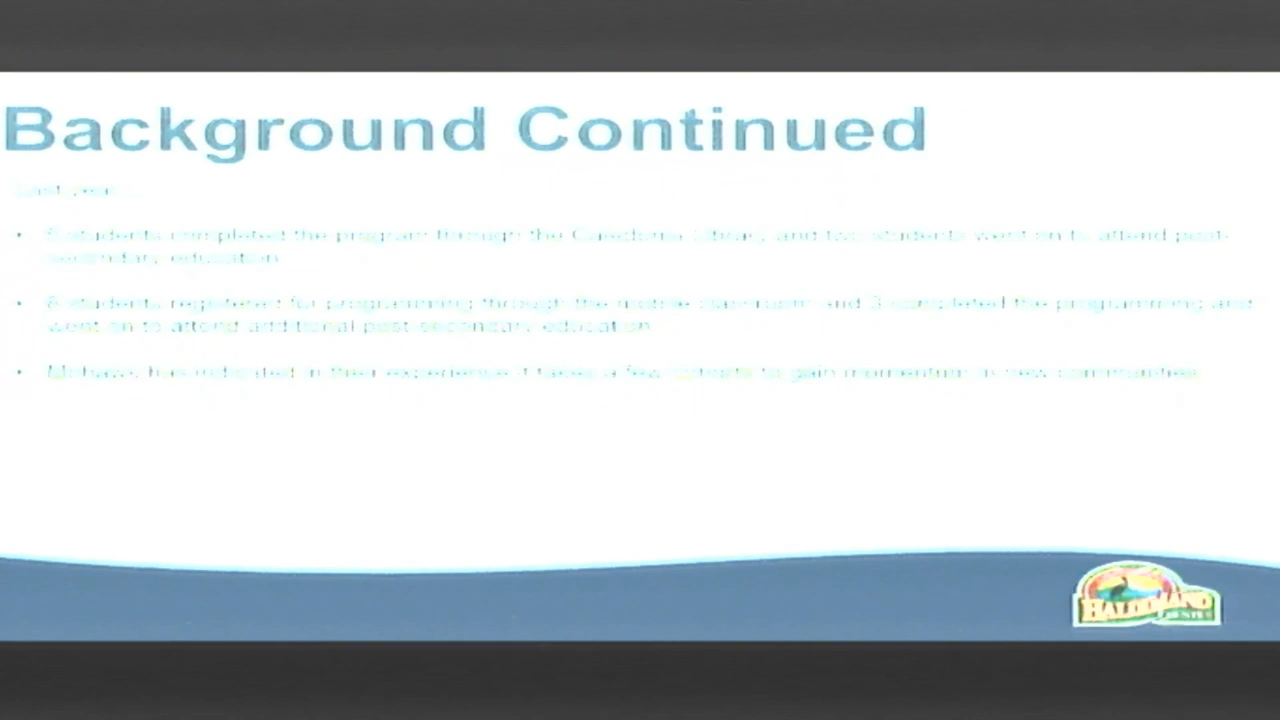 Background Continued
Last year...
• students completed the program through the Caledonia Library and two students went on to attend post-
secondary education
• 8 students registered for programming through the mobile classroom and 3 completed the programming and
went on to attend additional post-secondary education
• Mohawk has indicated in their experience it takes a few cohorts to gain momentum in new communities
HALDIMAND
COUNTY